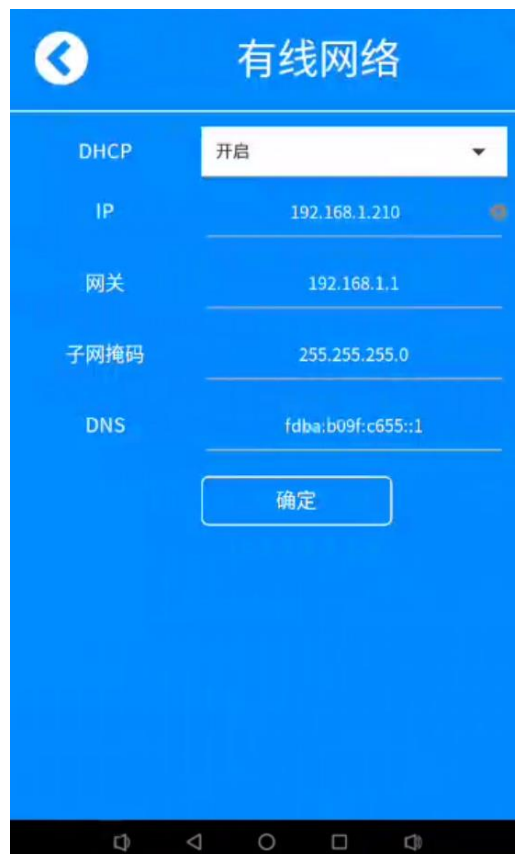 有线网络
DHCP 开启
IP 192.168.1.210
网关 192.168.1.1
子网掩码 255.255.255.0
DNS fdba:b09f:c655::1
确定